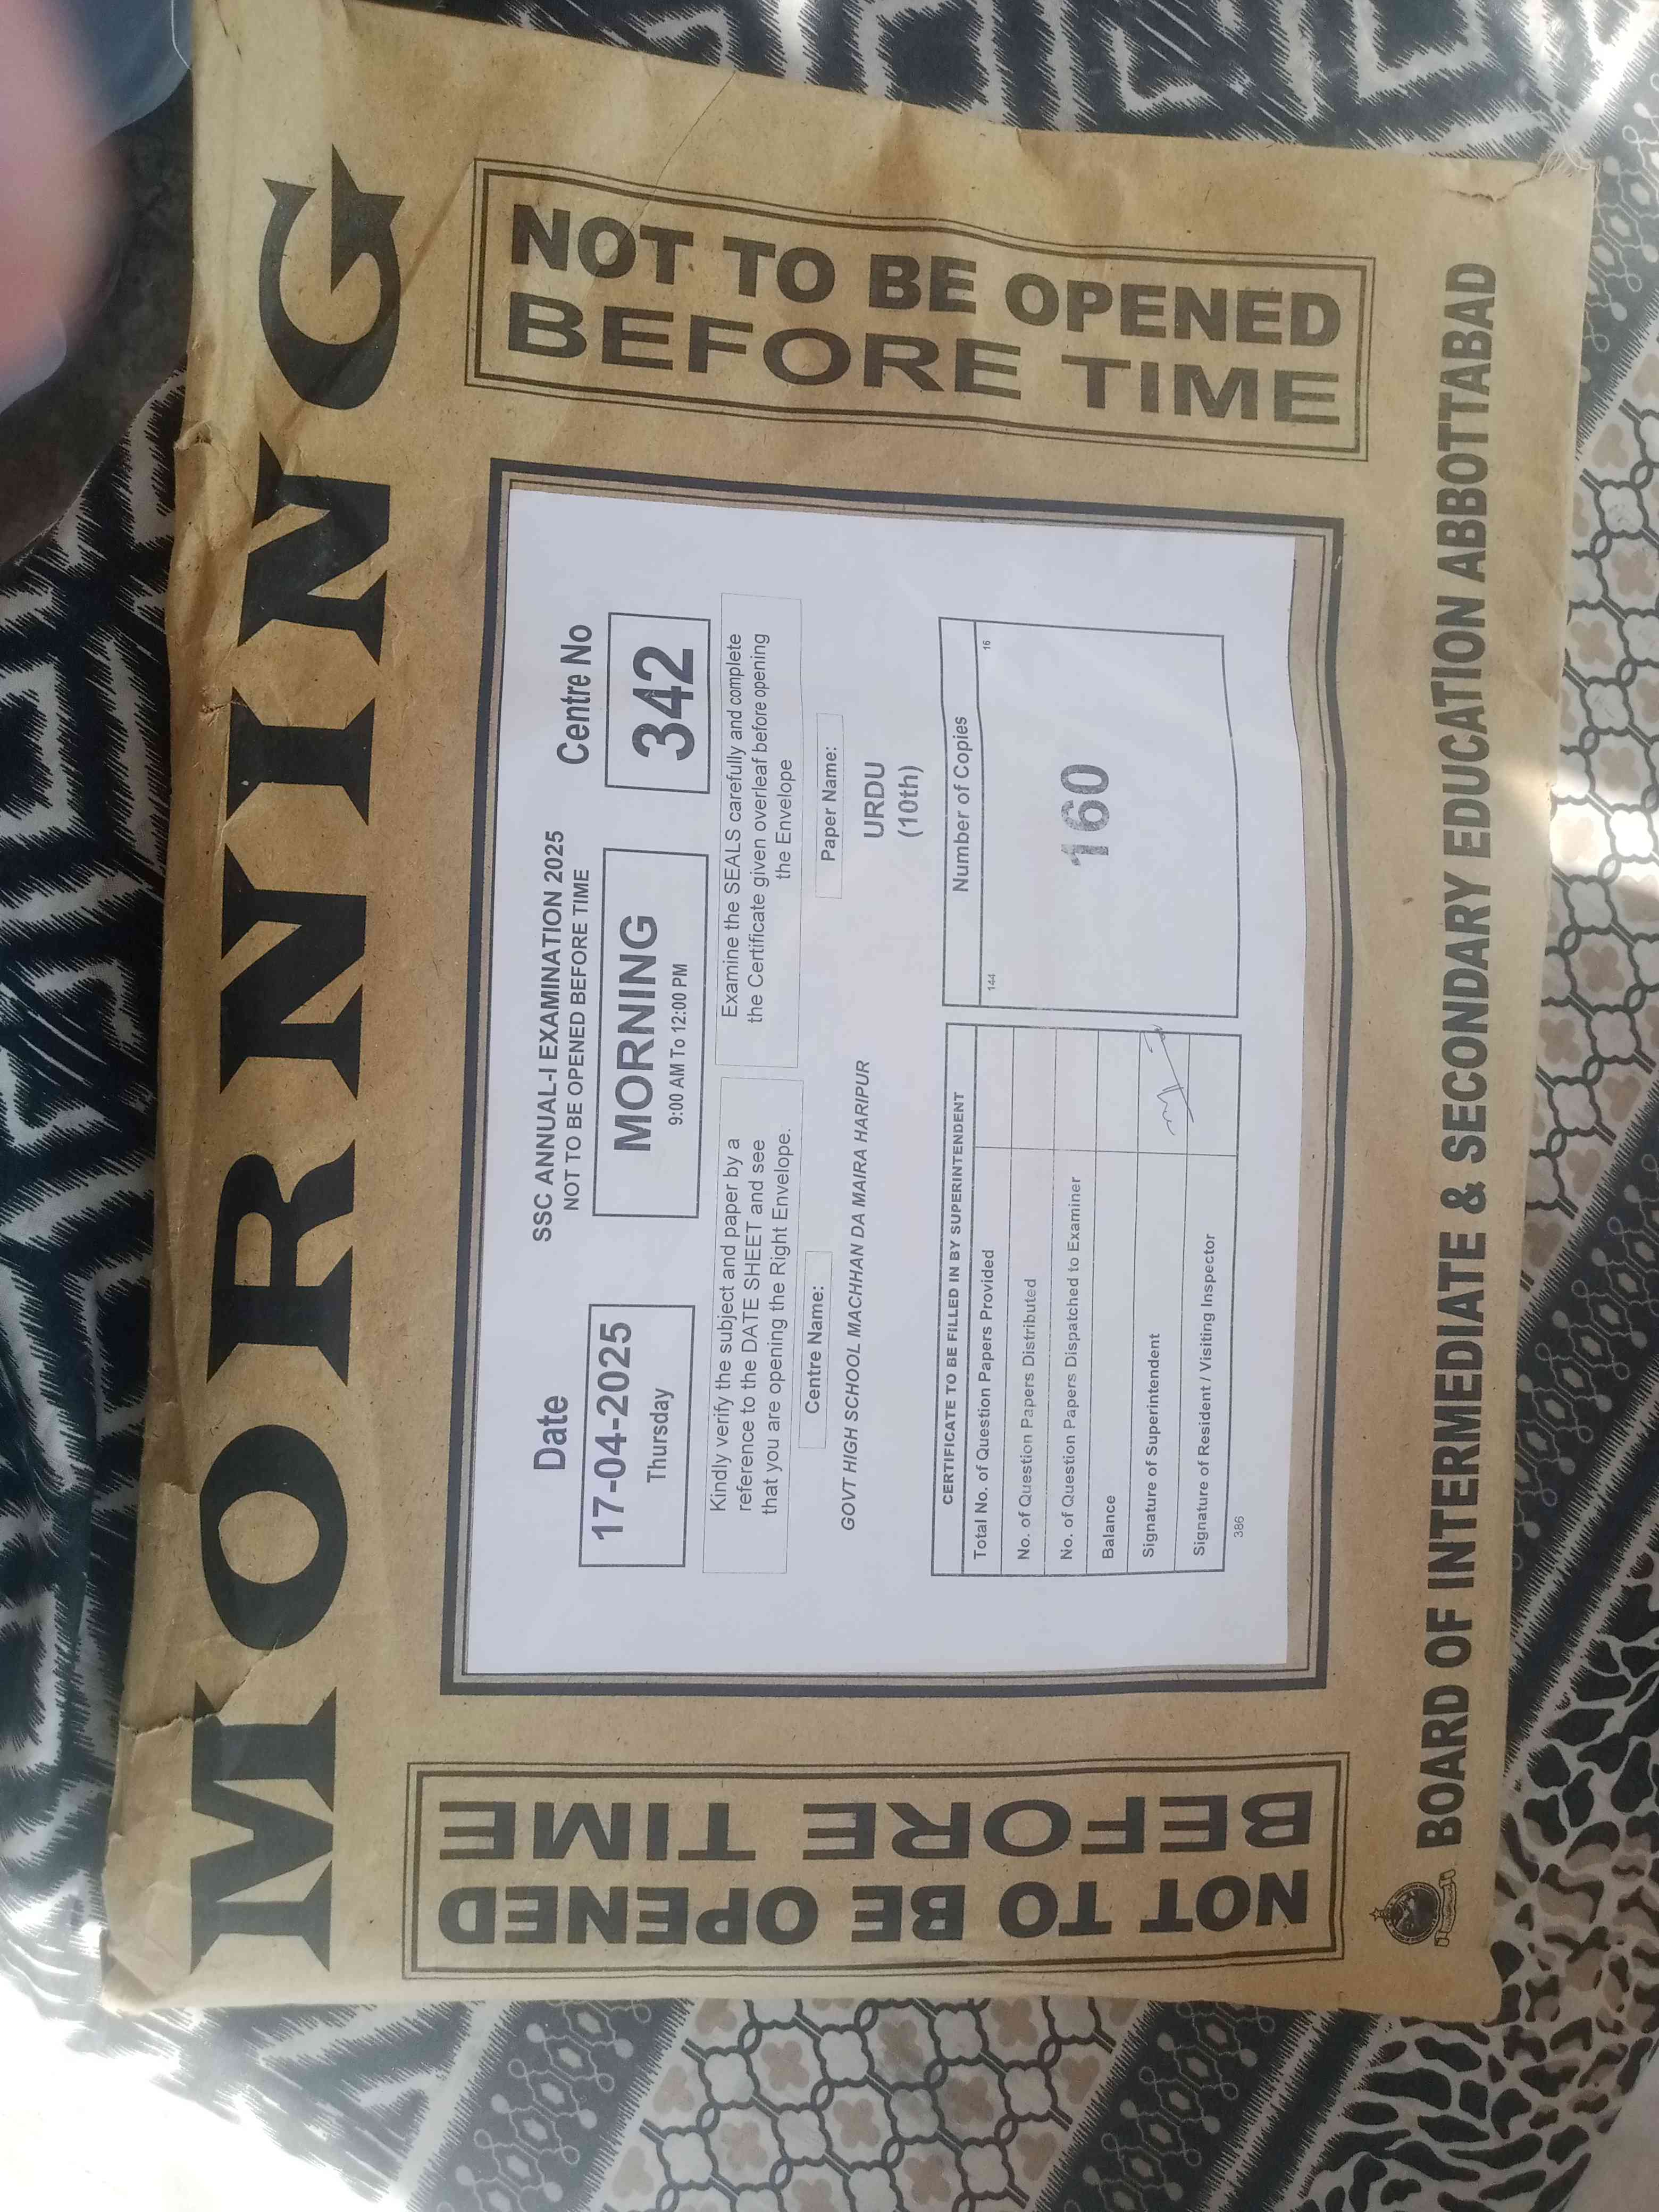 MORNING
NOT TO BE OPENED
BEFORE TIME
NOT TO BE OPENED
BEFORE TIME
Date
17-04-2025
Thursday
SSC ANNUAL-I EXAMINATION 2025
NOT TO BE OPENED BEFORE TIME
MORNING
9:00 AM To 12:00 PM
Centre No
342
Kindly verify the subject and paper by a
reference to the DATE SHEET and see
that you are opening the Right Envelope.
Examine the SEALS carefully and complete
the Certificate given overleaf before opening
the Envelope
Centre Name:
GOVT HIGH SCHOOL MACHHAN DA MAIRA HARIPUR
Paper Name:
URDU
(10th)
CERTIFICATE TO BE FILLED IN BY SUPERINTENDENT
Total No. of Question Papers Provided
No. of Question Papers Distributed
No. of Question Papers Dispatched to Examiner
Balance
Signature of Superintendent
Signature of Resident / Visiting Inspector
386
Number of Copies
144 16
160
BOARD OF INTERMEDIATE & SECONDARY EDUCATION ABBOTTABAD